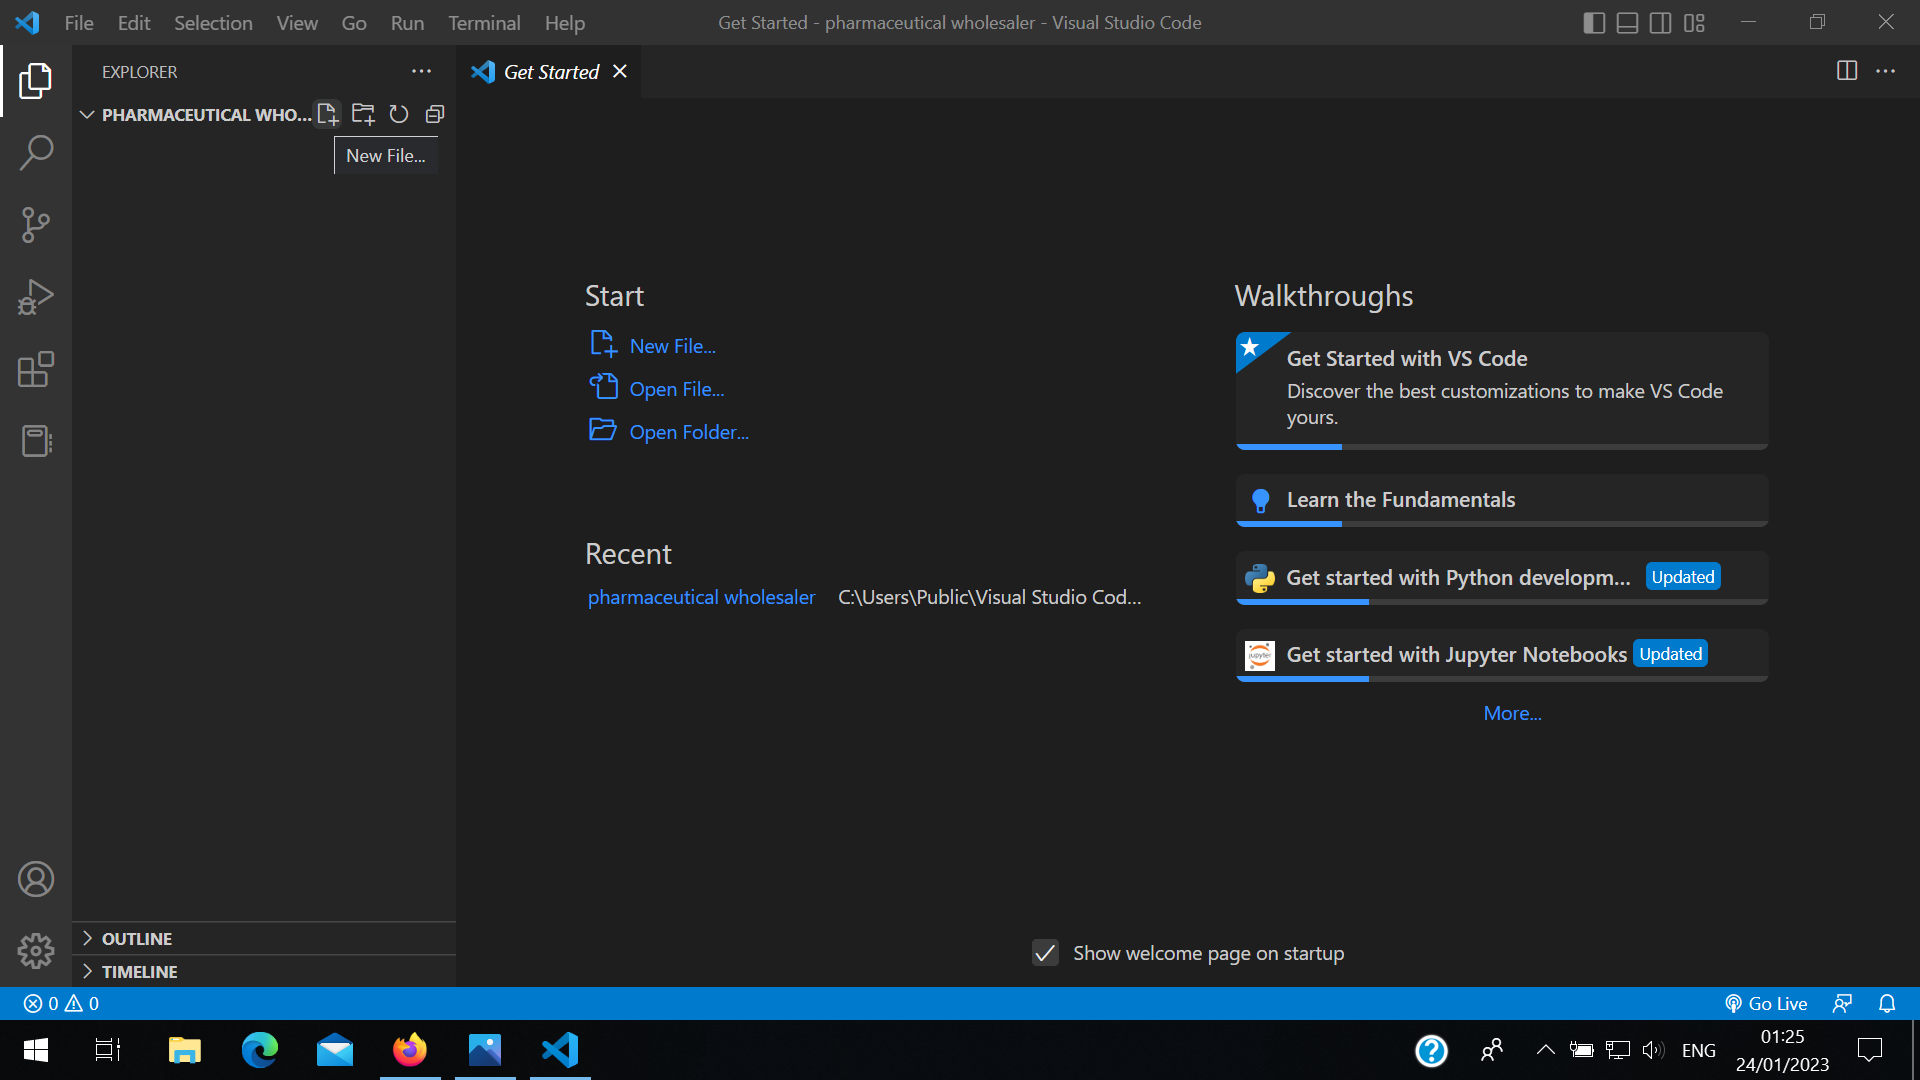 File Edit Selection View Go Run Terminal Help
Get Started - pharmaceutical wholesaler - Visual Studio Code
EXPLORER
Get Started
PHARMACEUTICAL WHO...
New File...
Start
New File...
Open File...
Open Folder...
Recent
pharmaceutical wholesaler C:\Users\Public\Visual Studio Cod...
Walkthroughs
Get Started with VS Code
Discover the best customizations to make VS Code
yours.
Learn the Fundamentals
Get started with Python developm... Updated
Get started with Jupyter Notebooks Updated
More...
Show welcome page on startup
OUTLINE
TIMELINE
0 0
Go Live
ENG
01:25
24/01/2023